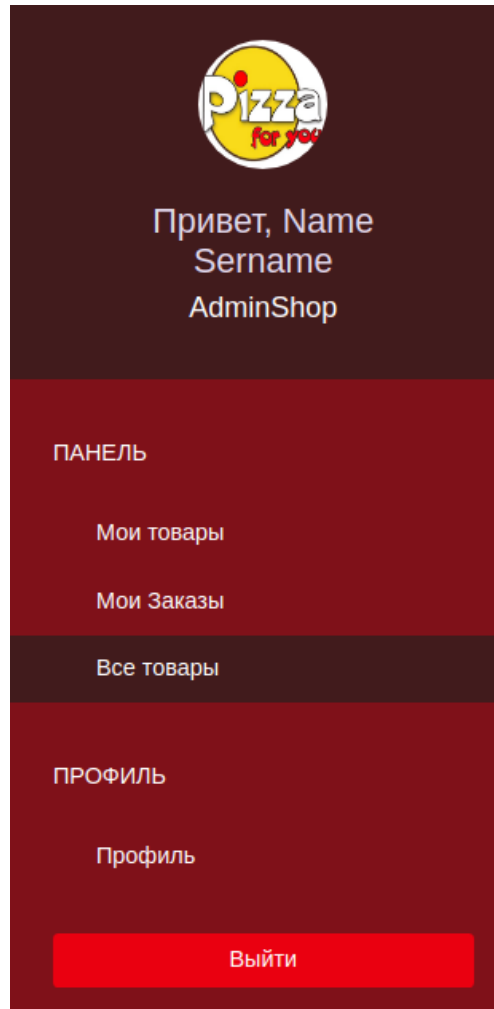 Pizza
for you
Привет, Name
Sername
AdminShop
ПАНЕЛЬ
Мои товары
Мои Заказы
Все товары
ПРОФИЛЬ
Профиль
Выйти